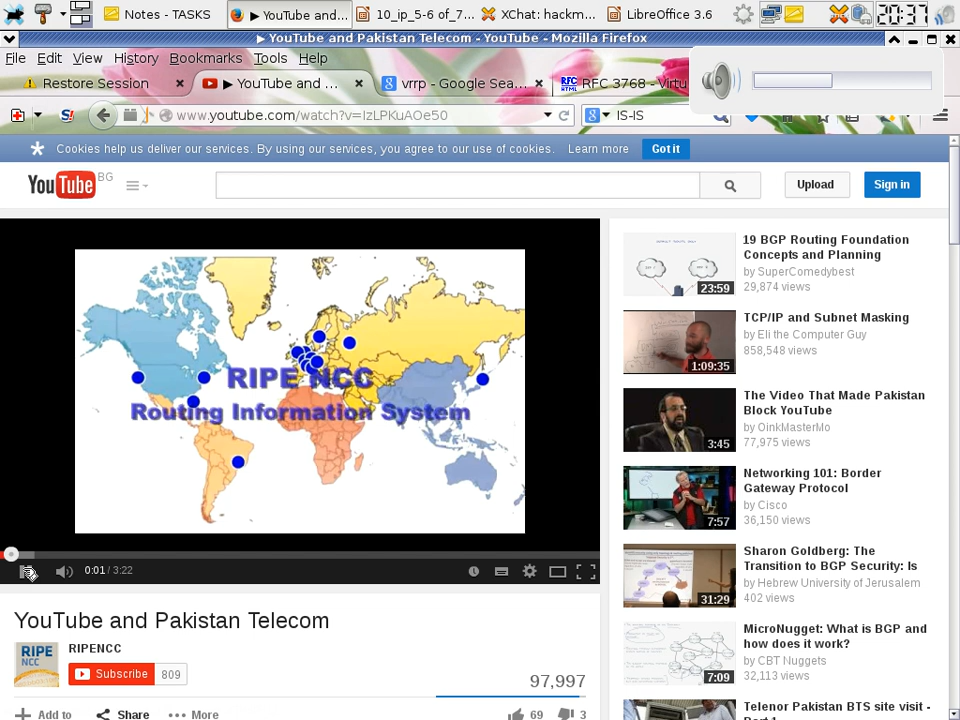 Notes - TASKS
▶ YouTube and...
10_ip_5-6 of_7...
XChat: hackm...
LibreOffice 3.6
20:37
▶ YouTube and Pakistan Telecom - YouTube - Mozilla Firefox
File Edit View History Bookmarks Tools Help
Restore Session
▶ YouTube and ...
vrrp - Google Sea...
RFC 3768 - Virtu
www.youtube.com/watch?v=IzLPKuAOe50
IS-IS
Cookies help us deliver our services. By using our services, you agree to our use of cookies. Learn more Got it
YouTube BG
Upload
Sign in
RIPE NCC
Routing Information System
0:01 / 3:22
YouTube and Pakistan Telecom
RIPE NCC
RIPENCC
Subscribe 809
97,997
Add to Share ••• More
69 3
19 BGP Routing Foundation
Concepts and Planning
by SuperComedybest
29,874 views
23:59
TCP/IP and Subnet Masking
by Eli the Computer Guy
858,548 views
1:09:35
The Video That Made Pakistan
Block YouTube
by OinkMasterMo
77,975 views
3:45
Networking 101: Border
Gateway Protocol
by Cisco
36,150 views
7:57
Sharon Goldberg: The
Transition to BGP Security: Is
by Hebrew University of Jerusalem
402 views
31:29
MicroNugget: What is BGP and
how does it work?
by CBT Nuggets
32,113 views
7:09
Telenor Pakistan BTS site visit -